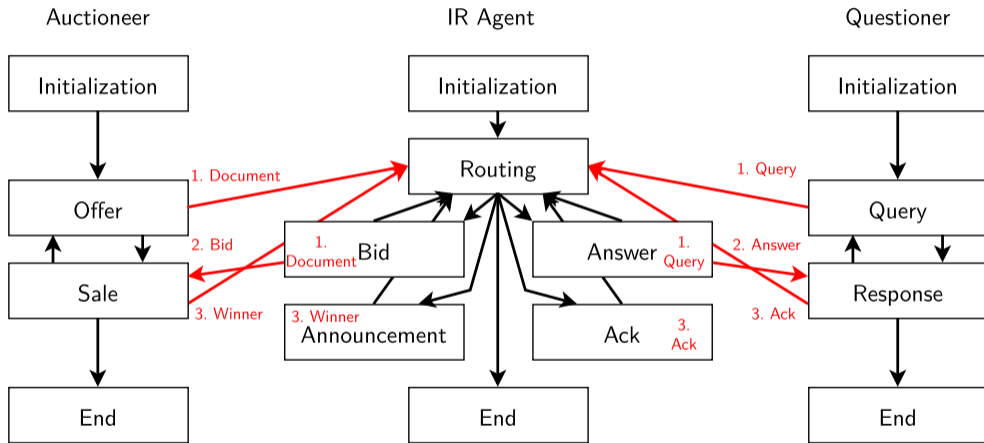 Auctioneer
IR Agent
Questioner
Initialization
Initialization
Initialization
Routing
1. Document
1. Query
Offer
Query
2. Bid
1.
Document
Bid
Answer
1.
Query
2. Answer
Sale
Response
3. Winner
3. Winner
Announcement
Ack
3.
Ack
3. Ack
End
End
End